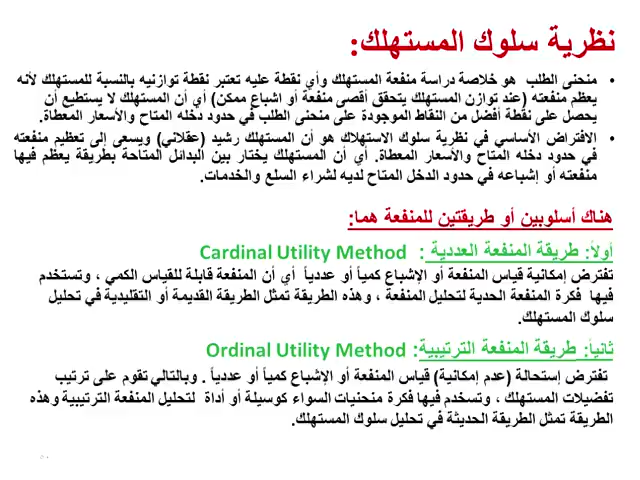 نظرية سلوك المستهلك:
• منحنى الطلب هو خلاصة دراسة منفعة المستهلك وأي نقطة عليه تعتبر نقطة توازنيه بالنسبة للمستهلك لأنه
يعظم منفعته (عند توازن المستهلك يتحقق أقصى منفعة أو اشباع ممكن) أي أن المستهلك لا يستطيع أن
يحصل على نقطة أفضل من النقاط الموجودة على منحنى الطلب في حدود دخله المتاح والأسعار المعطاة.
• الافتراض الأساسي في نظرية سلوك الاستهلاك هو أن المستهلك رشيد (عقلاني) ويسعى إلى تعظيم منفعته
في حدود دخله المتاح والأسعار المعطاة. أي أن المستهلك يختار بين البدائل المتاحة بطريقة يعظم فيها
منفعته أو إشباعه في حدود الدخل المتاح لديه لشراء السلع والخدمات.
هناك أسلوبين أو طريقتين للمنفعة هما:
أولاً: طريقة المنفعة العددية : Cardinal Utility Method
تفترض إمكانية قياس المنفعة أو الإشباع كمياً أو عددياً أي أن المنفعة قابلة للقياس الكمي ، وتستخدم
فيها فكرة المنفعة الحدية لتحليل المنفعة ، وهذه الطريقة تمثل الطريقة القديمة أو التقليدية في تحليل
سلوك المستهلك.
ثانياً: طريقة المنفعة الترتيبية: Ordinal Utility Method
تفترض إستحالة (عدم إمكانية) قياس المنفعة أو الإشباع كمياً أو عددياً . وبالتالي تقوم على ترتيب
تفضيلات المستهلك ، وتسخدم فيها فكرة منحنيات السواء كوسيلة أو أداة لتحليل المنفعة الترتيبية وهذه
الطريقة تمثل الطريقة الحديثة في تحليل سلوك المستهلك.